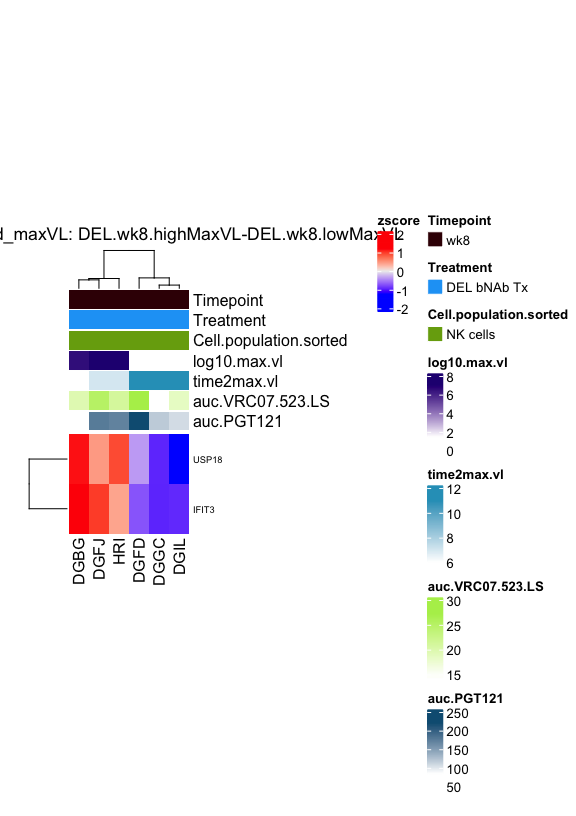 d_maxVL: DEL.wk8.highMaxVL-DEL.wk8.lowMaxVL
zscore
2
1
0
-1
-2
Timepoint
wk8
Treatment
DEL bNAb Tx
Cell.population.sorted
NK cells
log10.max.vl
8
6
4
2
0
time2max.vl
12
10
8
6
auc.VRC07.523.LS
30
25
20
15
auc.PGT121
250
200
150
100
50
Timepoint
Treatment
Cell.population.sorted
log10.max.vl
time2max.vl
auc.VRC07.523.LS
auc.PGT121
USP18
IFIT3
DGBG
DGFJ
HRI
DGFD
DGGC
DGIL